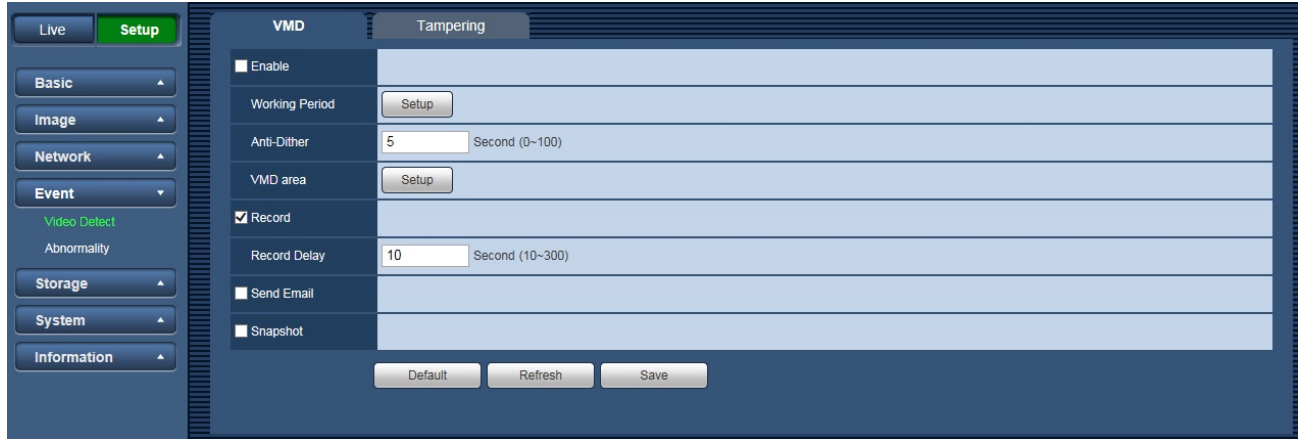 Live Setup
Basic
Image
Network
Event
Video Detect
Abnormality
Storage
System
Information
VMD Tampering
Enable
Working Period Setup
Anti-Dither 5 Second (0~100)
VMD area Setup
Record
Record Delay 10 Second (10~300)
Send Email
Snapshot
Default Refresh Save